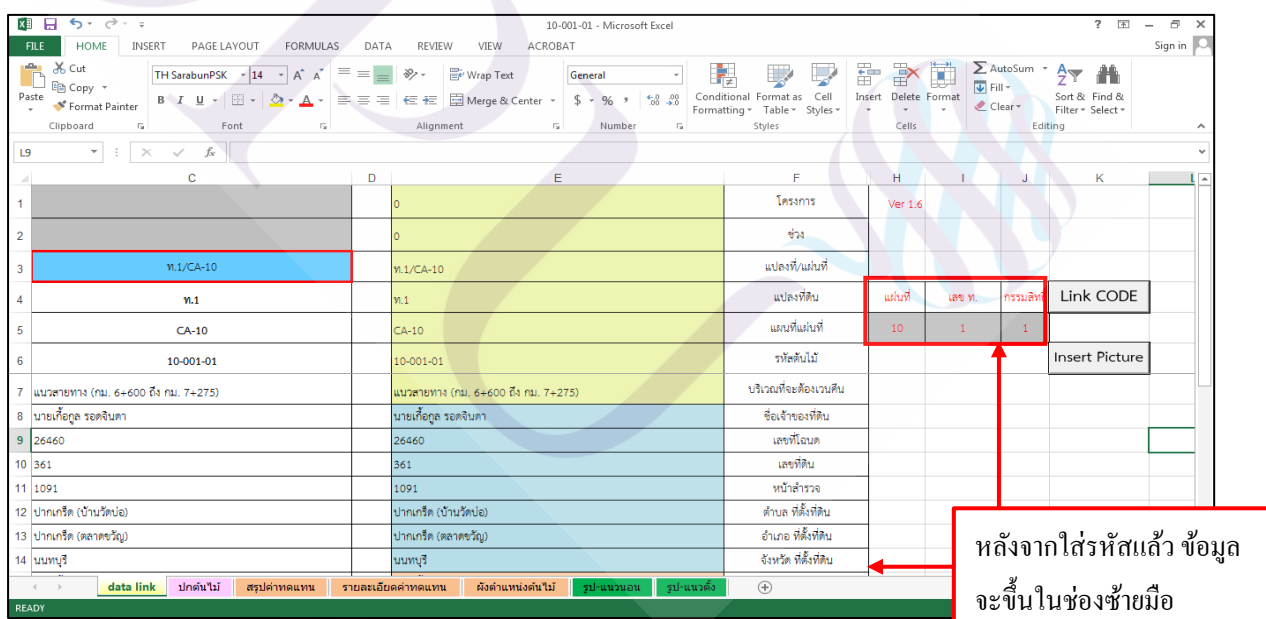 10-001-01 - Microsoft Excel
FILE HOME INSERT PAGE LAYOUT FORMULAS DATA REVIEW VIEW ACROBAT Sign in
Cut
Copy
Format Painter
Paste
Clipboard
TH SarabunPSK 14
B I U
Font
Wrap Text
Merge & Center
Alignment
General
$ % ,
Number
Conditional Formatting
Format as Table
Cell Styles
Styles
Insert Delete Format
Cells
AutoSum
Fill
Clear
Sort & Filter
Find & Select
Editing
L9 fx
C D E F H I J K L
1 0 โครงการ Ver 1.6
2 0 ช่วง
3 ท.1/CA-10 ท.1/CA-10 แปลงที่/แผ่นที่
4 ท.1 ท.1 แปลงที่ดิน แผ่นที่ เลข ท. กรรมสิทธิ Link CODE
5 CA-10 CA-10 แผนที่แผ่นที่ 10 1 1
6 10-001-01 10-001-01 รหัสต้นไม้ Insert Picture
7 แนวสายทาง (กม. 6+600 ถึง กม. 7+275) แนวสายทาง (กม. 6+600 ถึง กม. 7+275) บริเวณที่จะต้องเวนคืน
8 นายเกื้อกูล รอดจินดา นายเกื้อกูล รอดจินดา ชื่อเจ้าของที่ดิน
9 26460 26460 เลขที่โฉนด
10 361 361 เลขที่ดิน
11 1091 1091 หน้าสำรวจ
12 ปากเกร็ด (บ้านวัดบ่อ) ปากเกร็ด (บ้านวัดบ่อ) ตำบล ที่ตั้งที่ดิน
13 ปากเกร็ด (ตลาดขวัญ) ปากเกร็ด (ตลาดขวัญ) อำเภอ ที่ตั้งที่ดิน
14 นนทบุรี นนทบุรี จังหวัด ที่ตั้งที่ดิน
หลังจากใส่รหัสแล้ว ข้อมูล
จะขึ้นในช่องซ้ายมือ
data link ปกต้นไม้ สรุปค่าทดแทน รายละเอียดค่าทดแทน ผังตำแหน่งต้นไม้ รูป-แนวนอน รูป-แนวตั้ง
READY